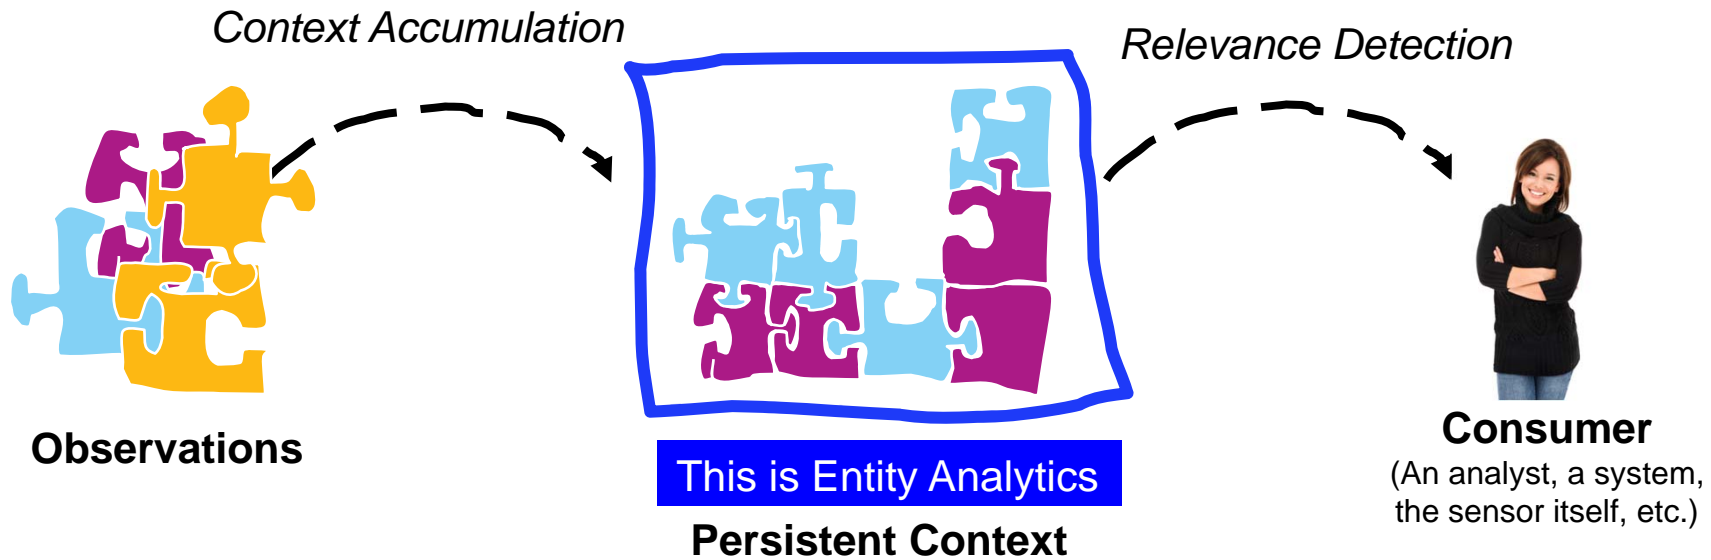 Context Accumulation
Relevance Detection
Observations
This is Entity Analytics
Persistent Context
Consumer
(An analyst, a system,
the sensor itself, etc.)